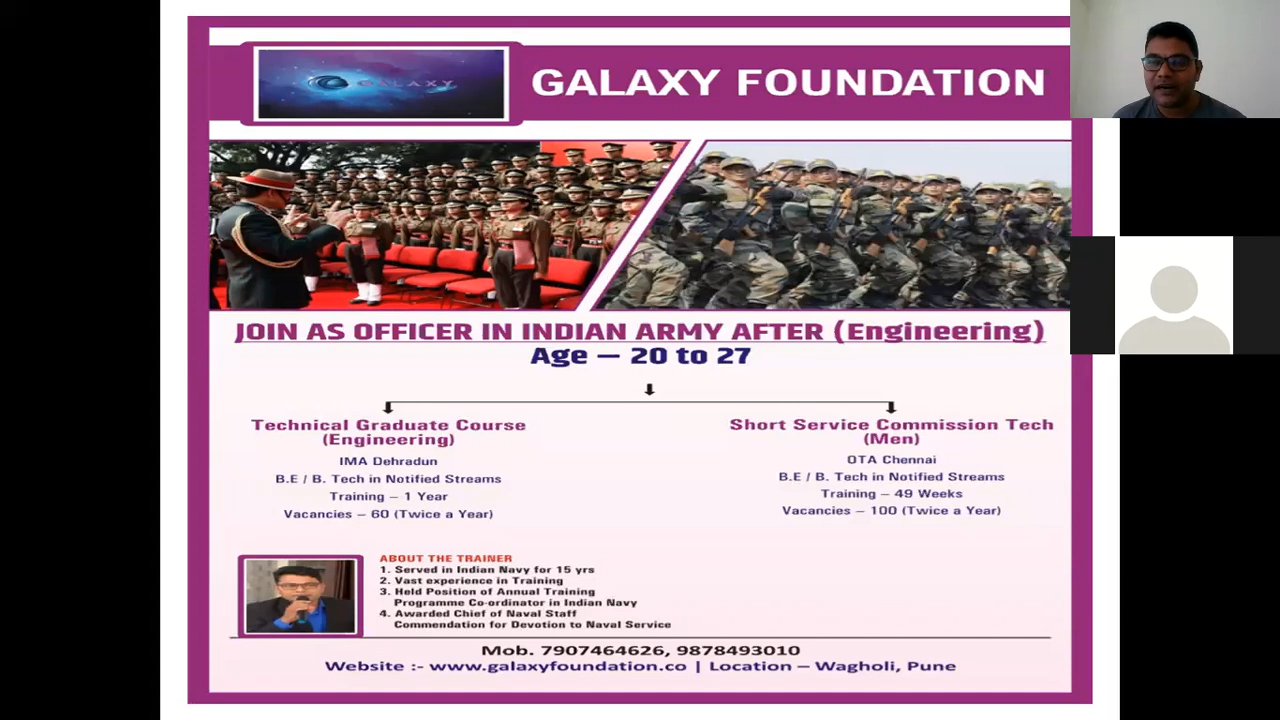 GALAXY
GALAXY FOUNDATION
JOIN AS OFFICER IN INDIAN ARMY AFTER (Engineering)
Age – 20 to 27
Technical Graduate Course
(Engineering)
IMA Dehradun
B.E / B. Tech in Notified Streams
Training – 1 Year
Vacancies – 60 (Twice a Year)
Short Service Commission Tech
(Men)
OTA Chennai
B.E / B. Tech in Notified Streams
Training – 49 Weeks
Vacancies – 100 (Twice a Year)
ABOUT THE TRAINER
1. Served in Indian Navy for 15 yrs
2. Vast experience in Training
3. Held Position of Annual Training
Programme Co-ordinator in Indian Navy
4. Awarded Chief of Naval Staff
Commendation for Devotion to Naval Service
Mob. 7907464626, 9878493010
Website :- www.galaxyfoundation.co | Location – Wagholi, Pune